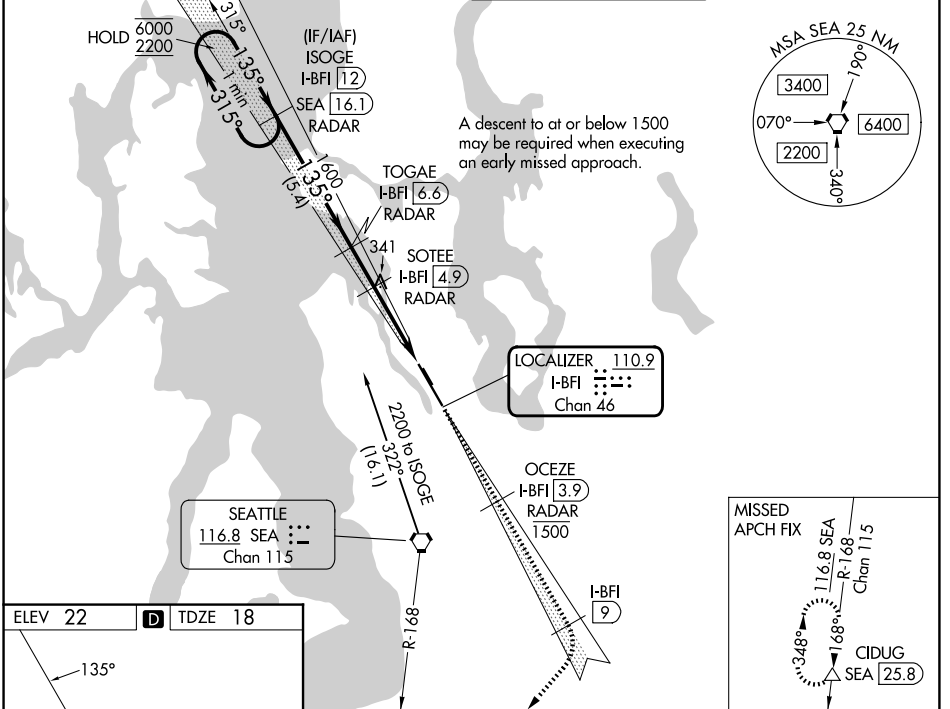 315°
HOLD 6000
2200
135°
1 min
315°
(IF/IAF)
ISOGE
I-BFI 12
SEA 16.1
RADAR
MSA SEA 25 NM
190°
3400
070°
6400
2200
340°
A descent to at or below 1500
may be required when executing
an early missed approach.
1600
135°
(5.4)
TOGAE
I-BFI 6.6
RADAR
341
SOTEE
I-BFI 4.9
RADAR
LOCALIZER 110.9
I-BFI
Chan 46
2200 to ISOGE
322°
(16.1)
OCEZE
I-BFI 3.9
RADAR
1500
SEATTLE
116.8 SEA
Chan 115
R-168
I-BFI
9
MISSED
APCH FIX
116.8 SEA
R-168
Chan 115
348°
168°
CIDUG
SEA 25.8
ELEV 22 D TDZE 18
135°